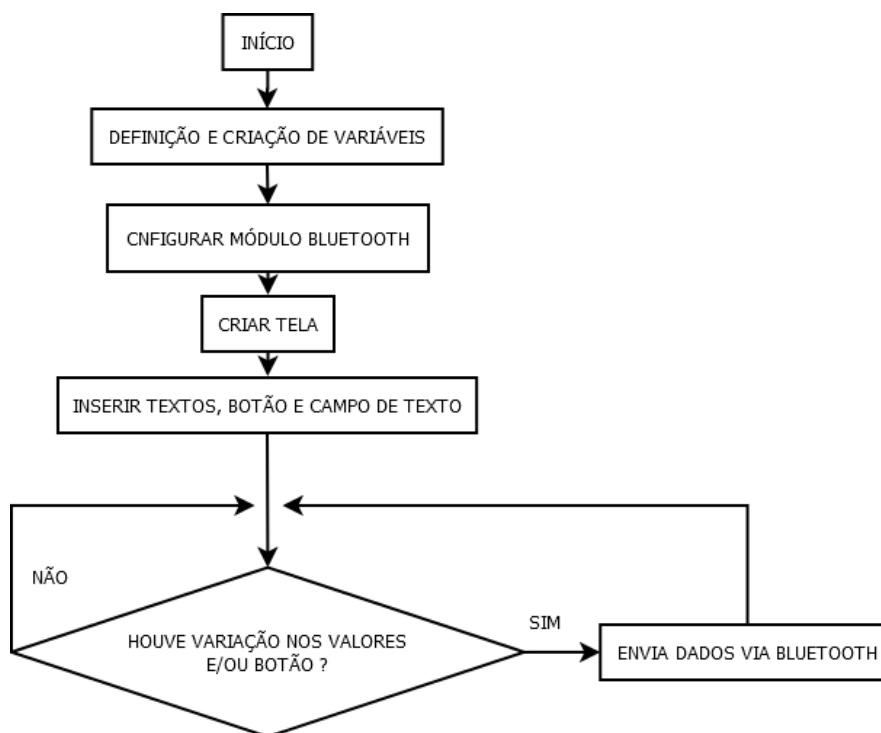 INÍCIO
DEFINIÇÃO E CRIAÇÃO DE VARIÁVEIS
CNFIGURAR MÓDULO BLUETOOTH
CRIAR TELA
INSERIR TEXTOS, BOTÃO E CAMPO DE TEXTO
NÃO
HOUVE VARIAÇÃO NOS VALORES
E/OU BOTÃO ?
SIM
ENVIA DADOS VIA BLUETOOTH